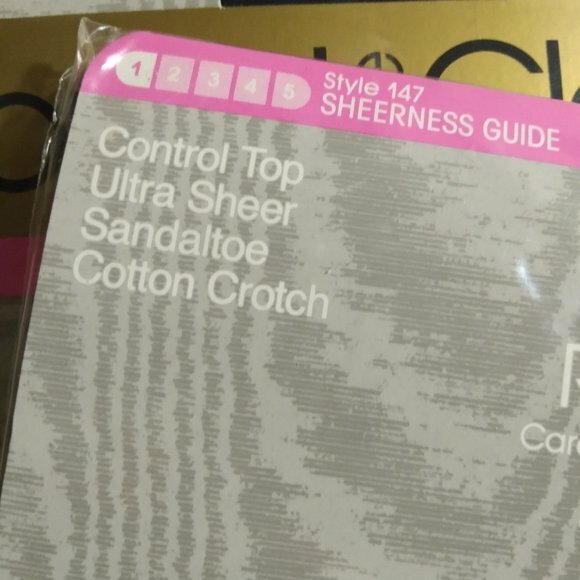 1 2 3 4 5 Style 147
SHEERNESS GUIDE
Control Top
Ultra Sheer
Sandaltoe
Cotton Crotch